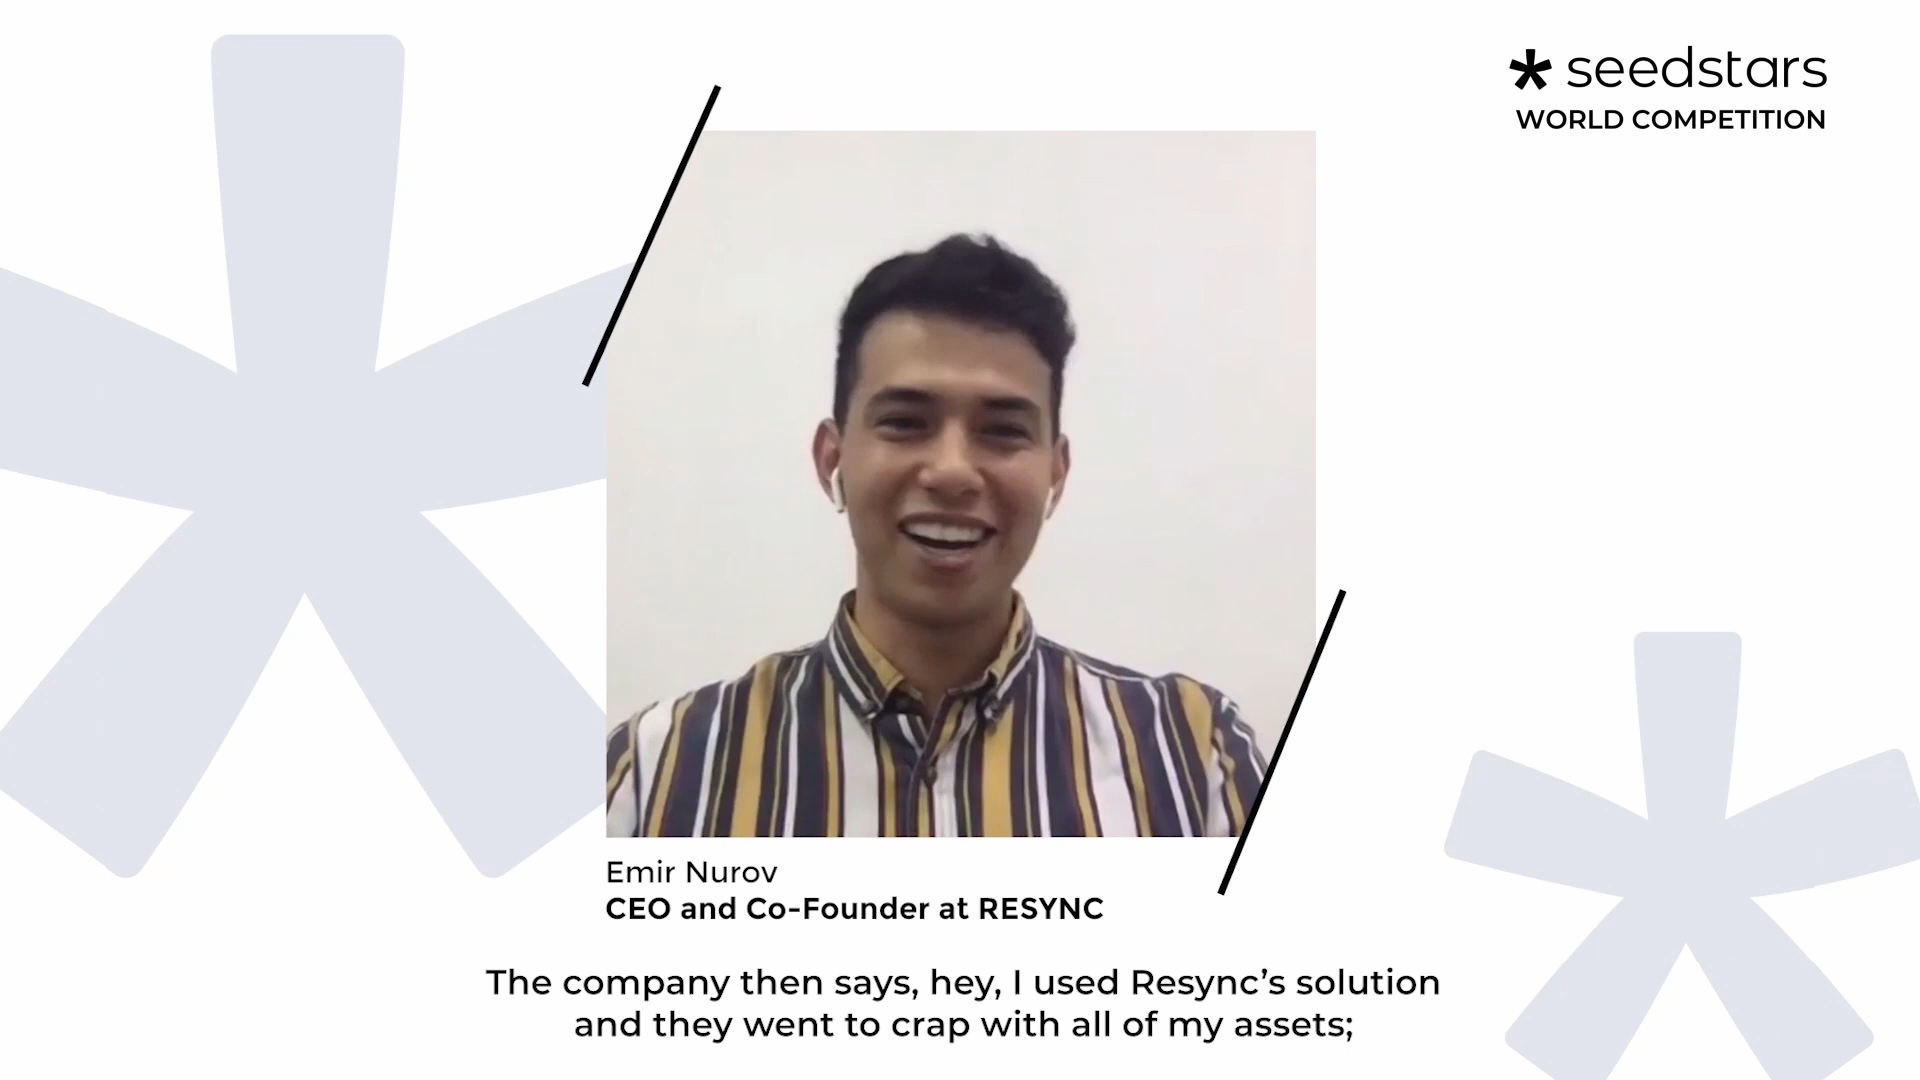 seedstars
WORLD COMPETITION
Emir Nurov
CEO and Co-Founder at RESYNC
The company then says, hey, I used Resync’s solution
and they went to crap with all of my assets;